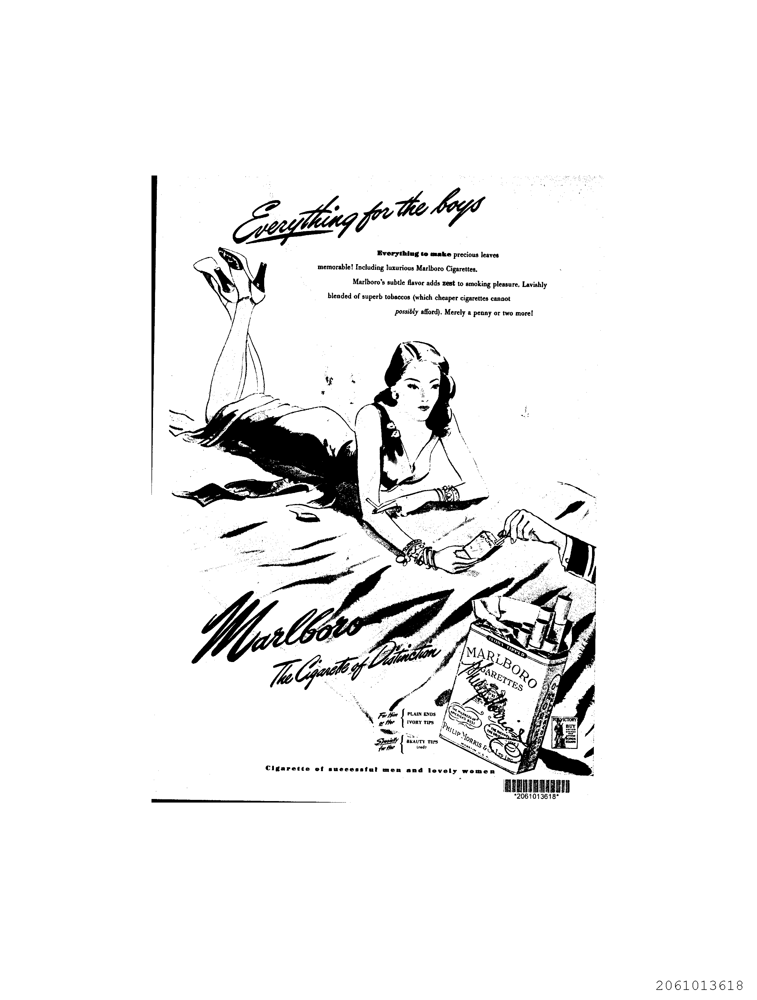 Everything for the boys
Everything to make precious leaves
memorable! Including luxurious Marlboro Cigarettes.
Marlboro's subtle flavor adds zest to smoking pleasure. Lavishly
blended of superb tobaccos (which cheaper cigarettes cannot
possibly afford). Merely a penny or two more!
Marlboro
The Cigarette of Distinction
MARLBORO
CIGARETTES
PHILIP MORRIS &
For Him
or Her
PLAIN ENDS
IVORY TIPS
Specially
for Her
BEAUTY TIPS
(red)
FOR VICTORY
BUY
Cigarette of successful men and lovely women
*2061013618*
2061013618